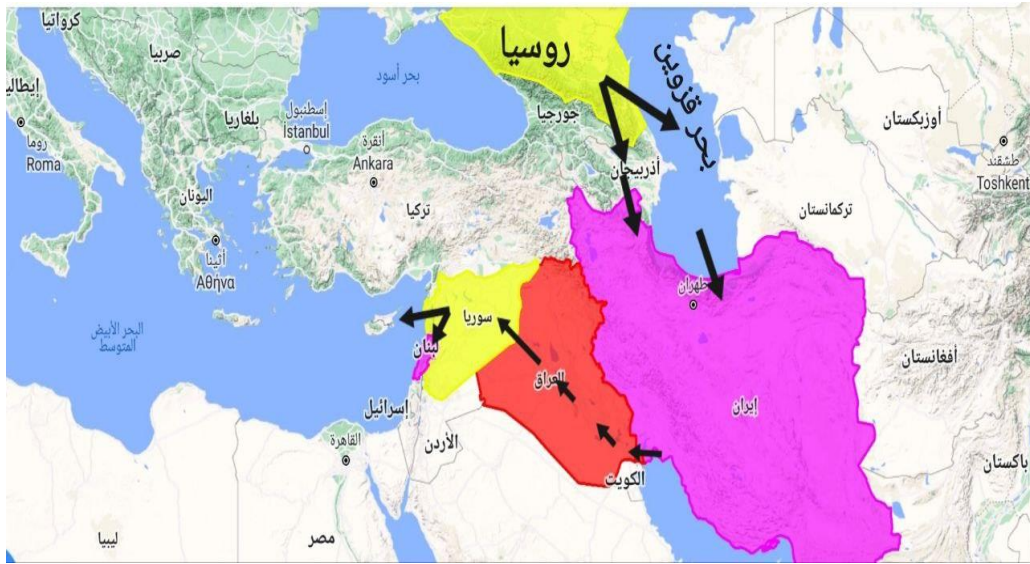 كرواتيا
صربيا
إيطاليا
روما
Roma
بلغاريا
إسطنبول
İstanbul
بحر أسود
أنقرة
Ankara
اليونان
أثينا
Αθήνα
تركيا
روسيا
جورجيا
أذربيجان
بحر قزوين
أوزبكستان
طشقند
Toshkent
تركمانستان
طهران
أفغانستان
إيران
باكستان
سوريا
لبنان
العراق
البحر الأبيض
المتوسط
إسرائيل
الأردن
القاهرة
الكويت
ليبيا
مصر